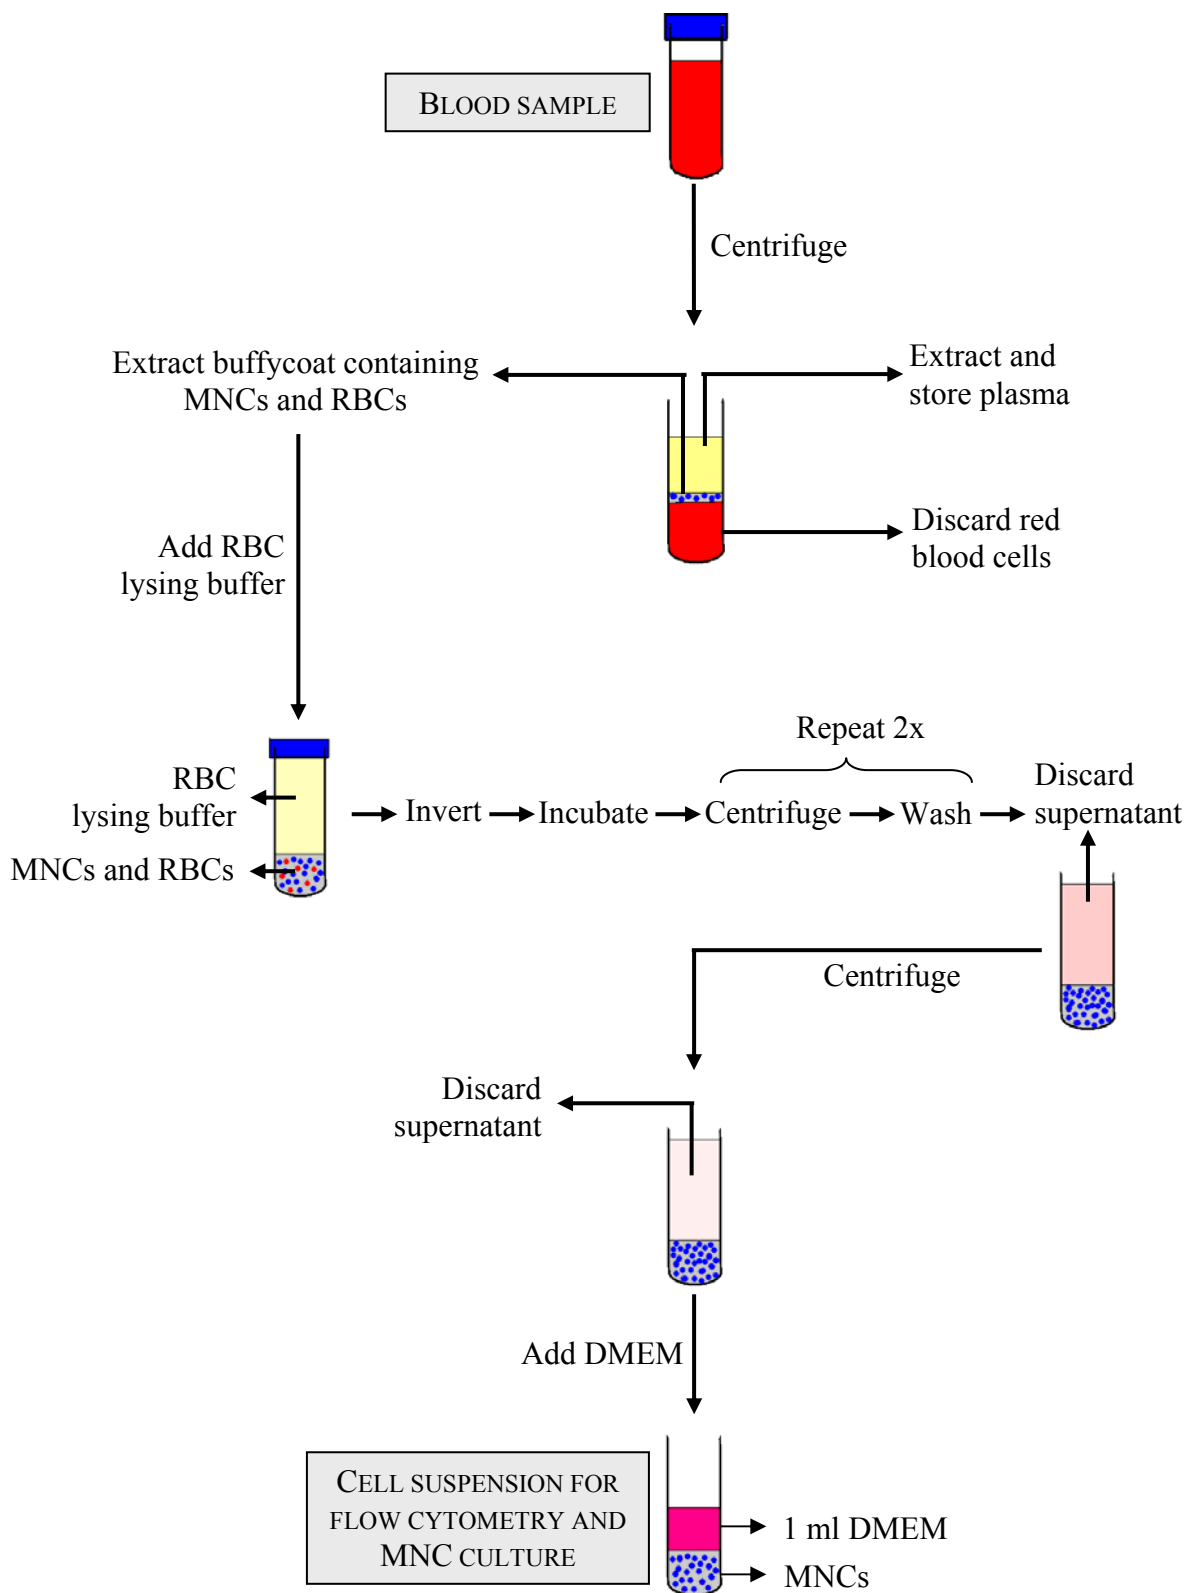 BLOOD SAMPLE
Centrifuge
Extract buffycoat containing
MNCs and RBCs
Extract and
store plasma
Discard red
blood cells
Add RBC
lysing buffer
RBC
lysing buffer
MNCs and RBCs
Invert
Incubate
Repeat 2x
Centrifuge
Wash
Discard
supernatant
Centrifuge
Discard
supernatant
Add DMEM
CELL SUSPENSION FOR
FLOW CYTOMETRY AND
MNC CULTURE
1 ml DMEM
MNCs